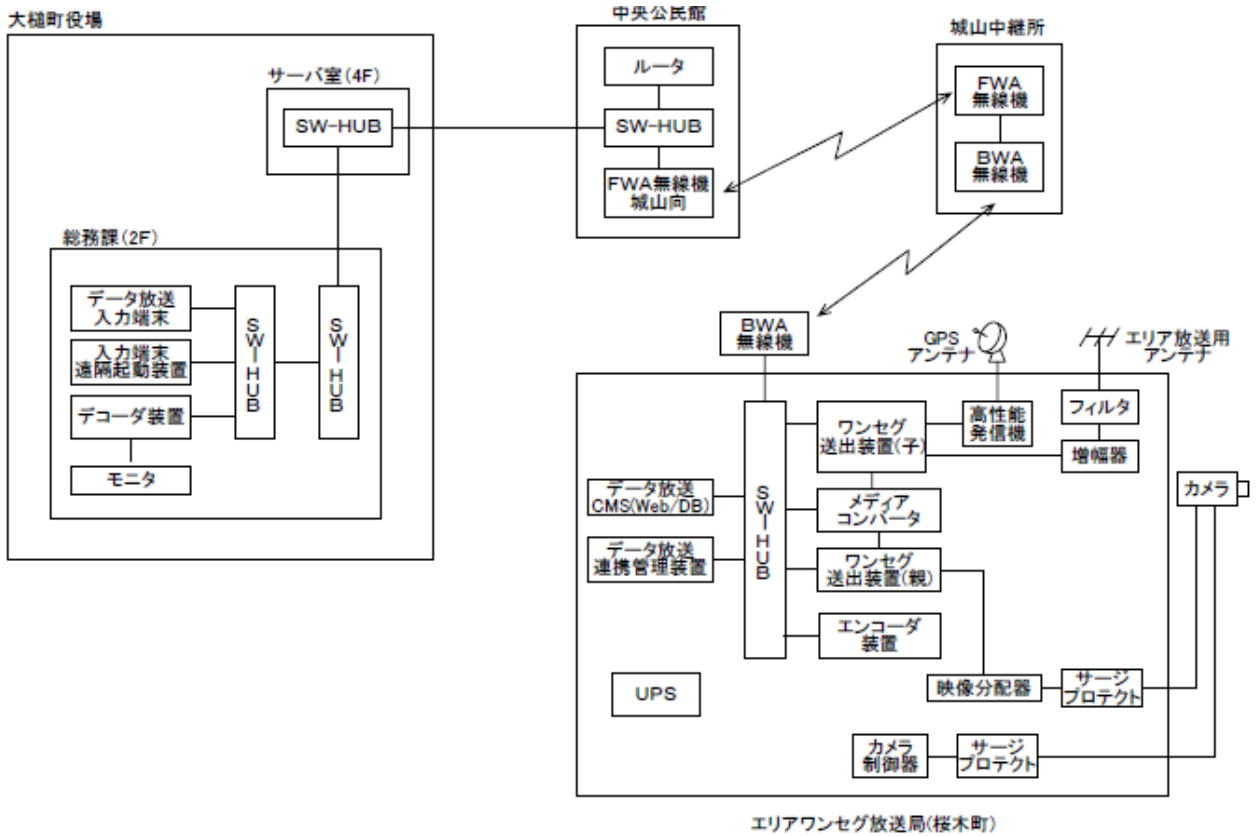 大槌町役場
サーバ室(4F)
SW-HUB
総務課(2F)
データ放送
入力端末
入力端末
遠隔起動装置
デコーダ装置
モニタ
SW-HUB
SW-HUB
中央公民館
ルータ
SW-HUB
FWA無線機
城山向
城山中継所
FWA
無線機
BWA
無線機
BWA
無線機
GPS
アンテナ
エリア放送用
アンテナ
ワンセグ
送出装置(子)
高性能
発信機
フィルタ
増幅器
カメラ
データ放送
CMS(Web/DB)
データ放送
連携管理装置
SW-HUB
メディア
コンバータ
ワンセグ
送出装置(親)
エンコーダ
装置
UPS
映像分配器
サージ
プロテクト
カメラ
制御器
サージ
プロテクト
エリアワンセグ放送局(桜木町)